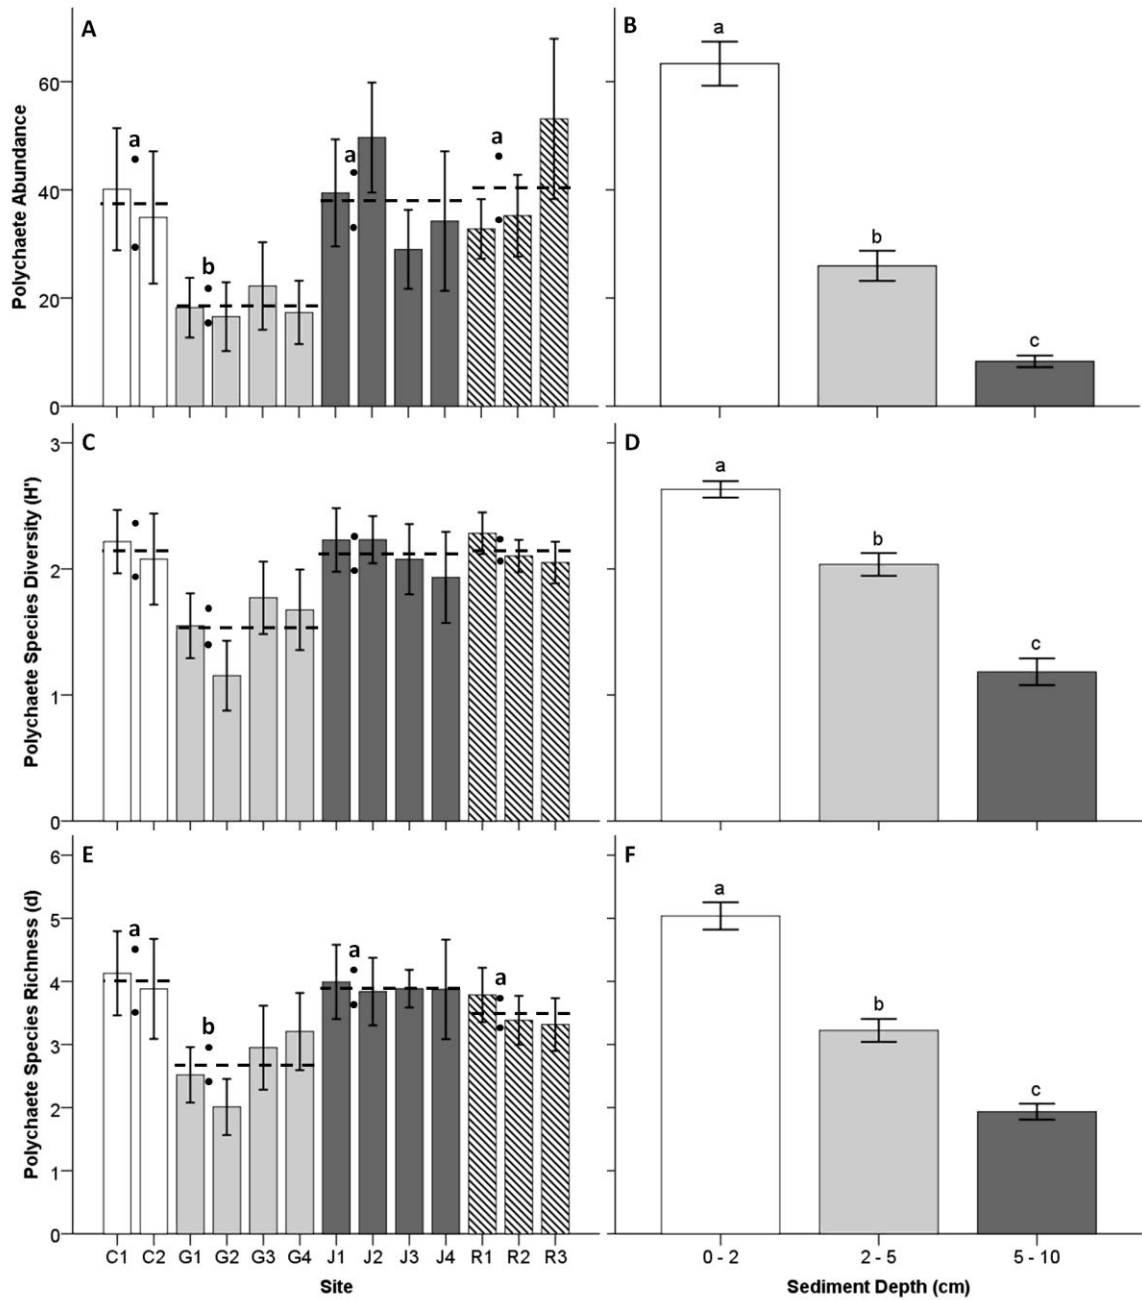 A
Polychaete Abundance
60
40
20
0
a
b
a
a
B
a
b
c
C
Polychaete Species Diversity (H')
3
2
1
0
D
a
b
c
E
Polychaete Species Richness (d)
6
5
4
3
2
1
0
a
b
a
a
C1 C2 G1 G2 G3 G4 J1 J2 J3 J4 R1 R2 R3
Site
F
a
b
c
0 - 2 2 - 5 5 - 10
Sediment Depth (cm)